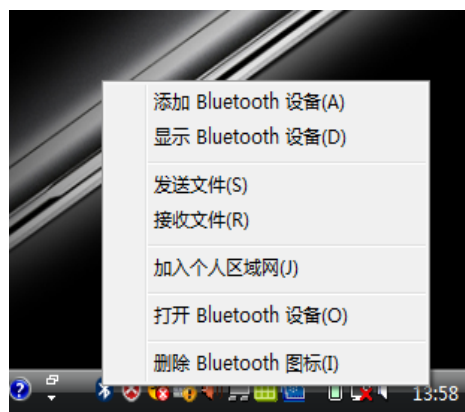 添加 Bluetooth 设备(A)
显示 Bluetooth 设备(D)
发送文件(S)
接收文件(R)
加入个人区域网(J)
打开 Bluetooth 设备(O)
删除 Bluetooth 图标(I)
13:58